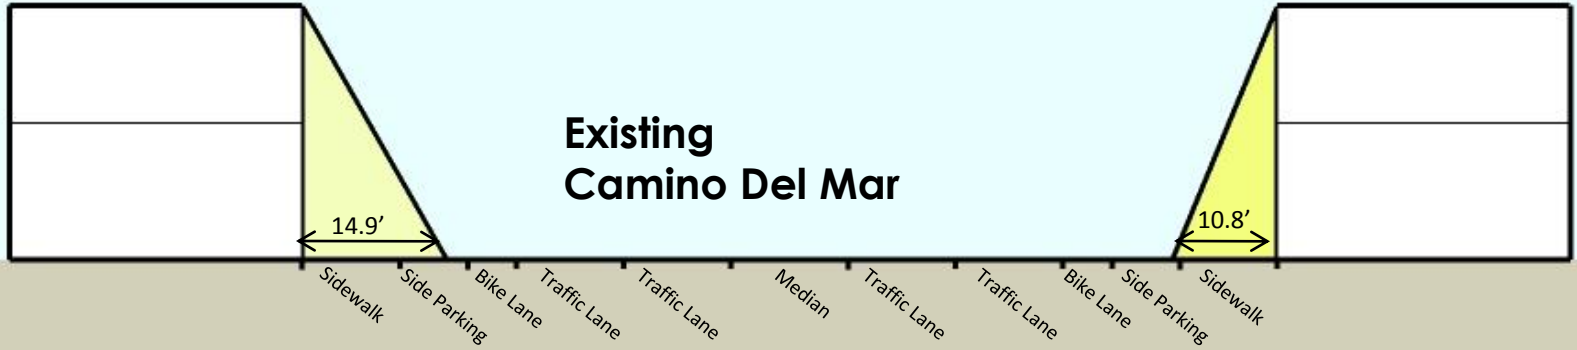 Existing
Camino Del Mar
14.9’
10.8’
Sidewalk
Side Parking
Bike Lane
Traffic Lane
Traffic Lane
Median
Traffic Lane
Traffic Lane
Bike Lane
Side Parking
Sidewalk